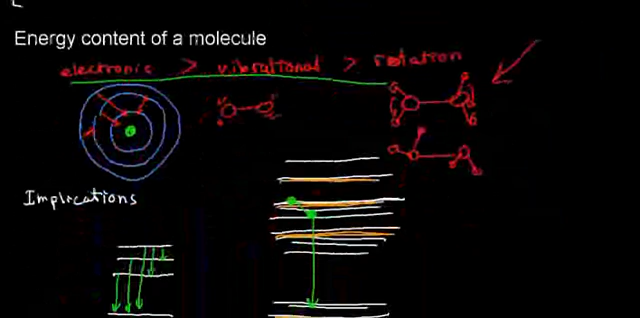 Energy content of a molecule
electronic > vibrational > rotation
Implications